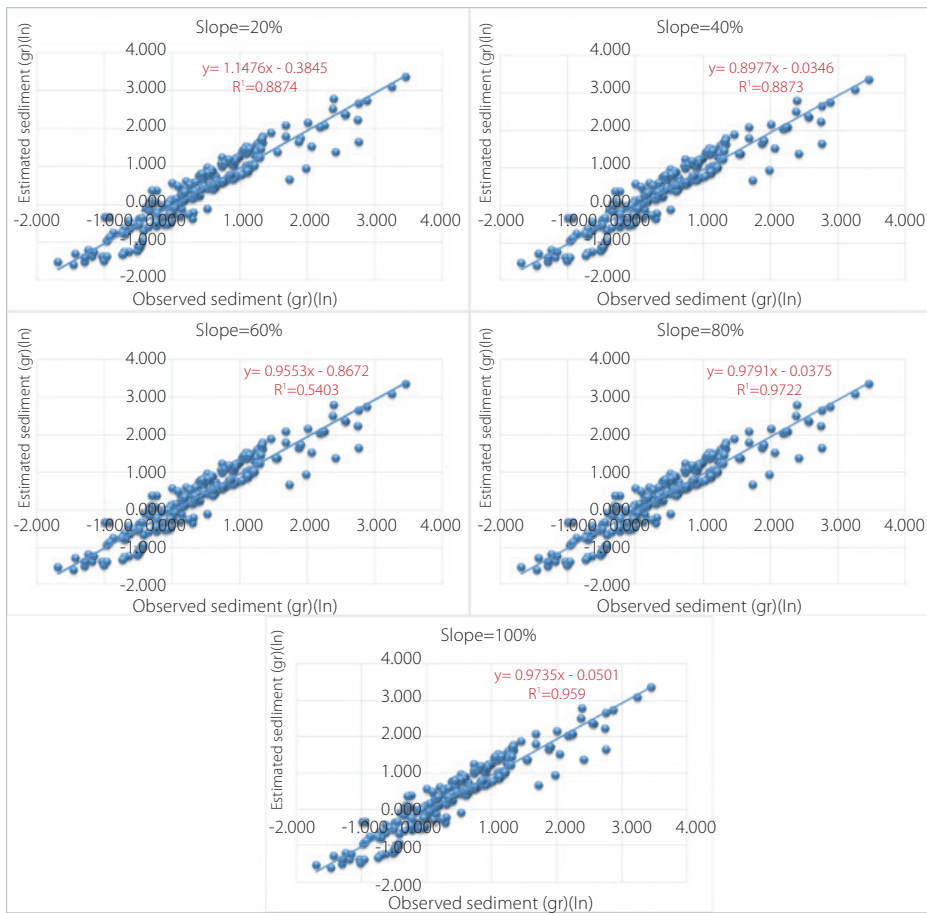 Slope=20%
Estimated sedliment (gr)(ln)
4.000
3.000
2.000
1.000
0.000
-1.000
-2.000
y= 1.1476x - 0.3845
R¹=0.8874
-2.000 -1.000 0.000 1.000 2.000 3.000 4.000
Observed sediment (gr)(ln)
Slope=40%
Estimated sedliment (gr)(ln)
4.000
3.000
2.000
1.000
0.000
-1.000
-2.000
y= 0.8977x - 0.0346
R¹=0.8873
-2.000 -1.000 0.000 1.000 2.000 3.000 4.000
Observed sediment (gr)(ln)
Slope=60%
Estimated sedliment (gr)(ln)
4.000
3.000
2.000
1.000
0.000
-1.000
-2.000
y= 0.9553x - 0.8672
R¹=0.5403
-2.000 -1.000 0.000 1.000 2.000 3.000 4.000
Observed sediment (gr)(ln)
Slope=80%
Estimated sedliment (gr)(ln)
4.000
3.000
2.000
1.000
0.000
-1.000
-2.000
y= 0.9791x - 0.0375
R¹=0.9722
-2.000 -1.000 0.000 1.000 2.000 3.000 4.000
Observed sediment (gr)(ln)
Slope=100%
Estimated sedliment (gr)(ln)
4.000
3.000
2.000
1.000
0.000
-1.000
-2.000
y= 0.9735x - 0.0501
R¹=0.959
-2.000 -1.000 0.000 1.000 2.000 3.000 4.000
Observed sediment (gr)(ln)